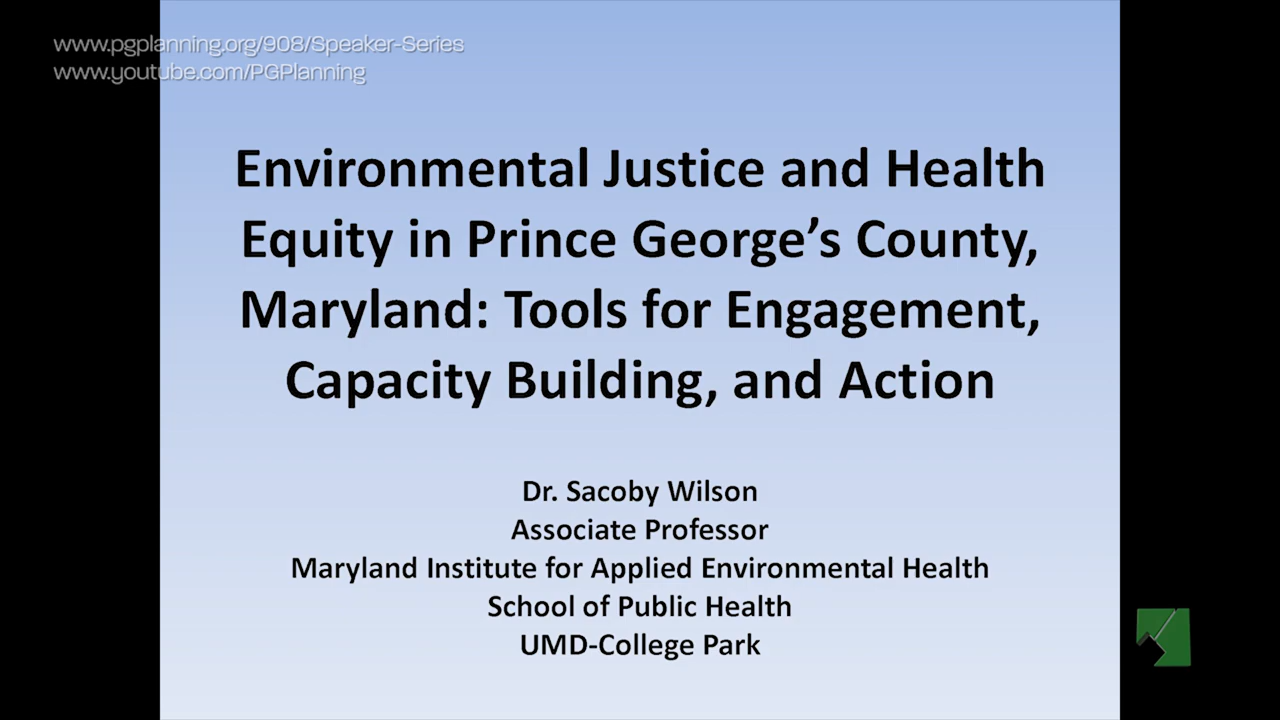 www.pgplanning.org/908/Speaker-Series
www.youtube.com/PGPlanning
Environmental Justice and Health
Equity in Prince George’s County,
Maryland: Tools for Engagement,
Capacity Building, and Action
Dr. Sacoby Wilson
Associate Professor
Maryland Institute for Applied Environmental Health
School of Public Health
UMD-College Park